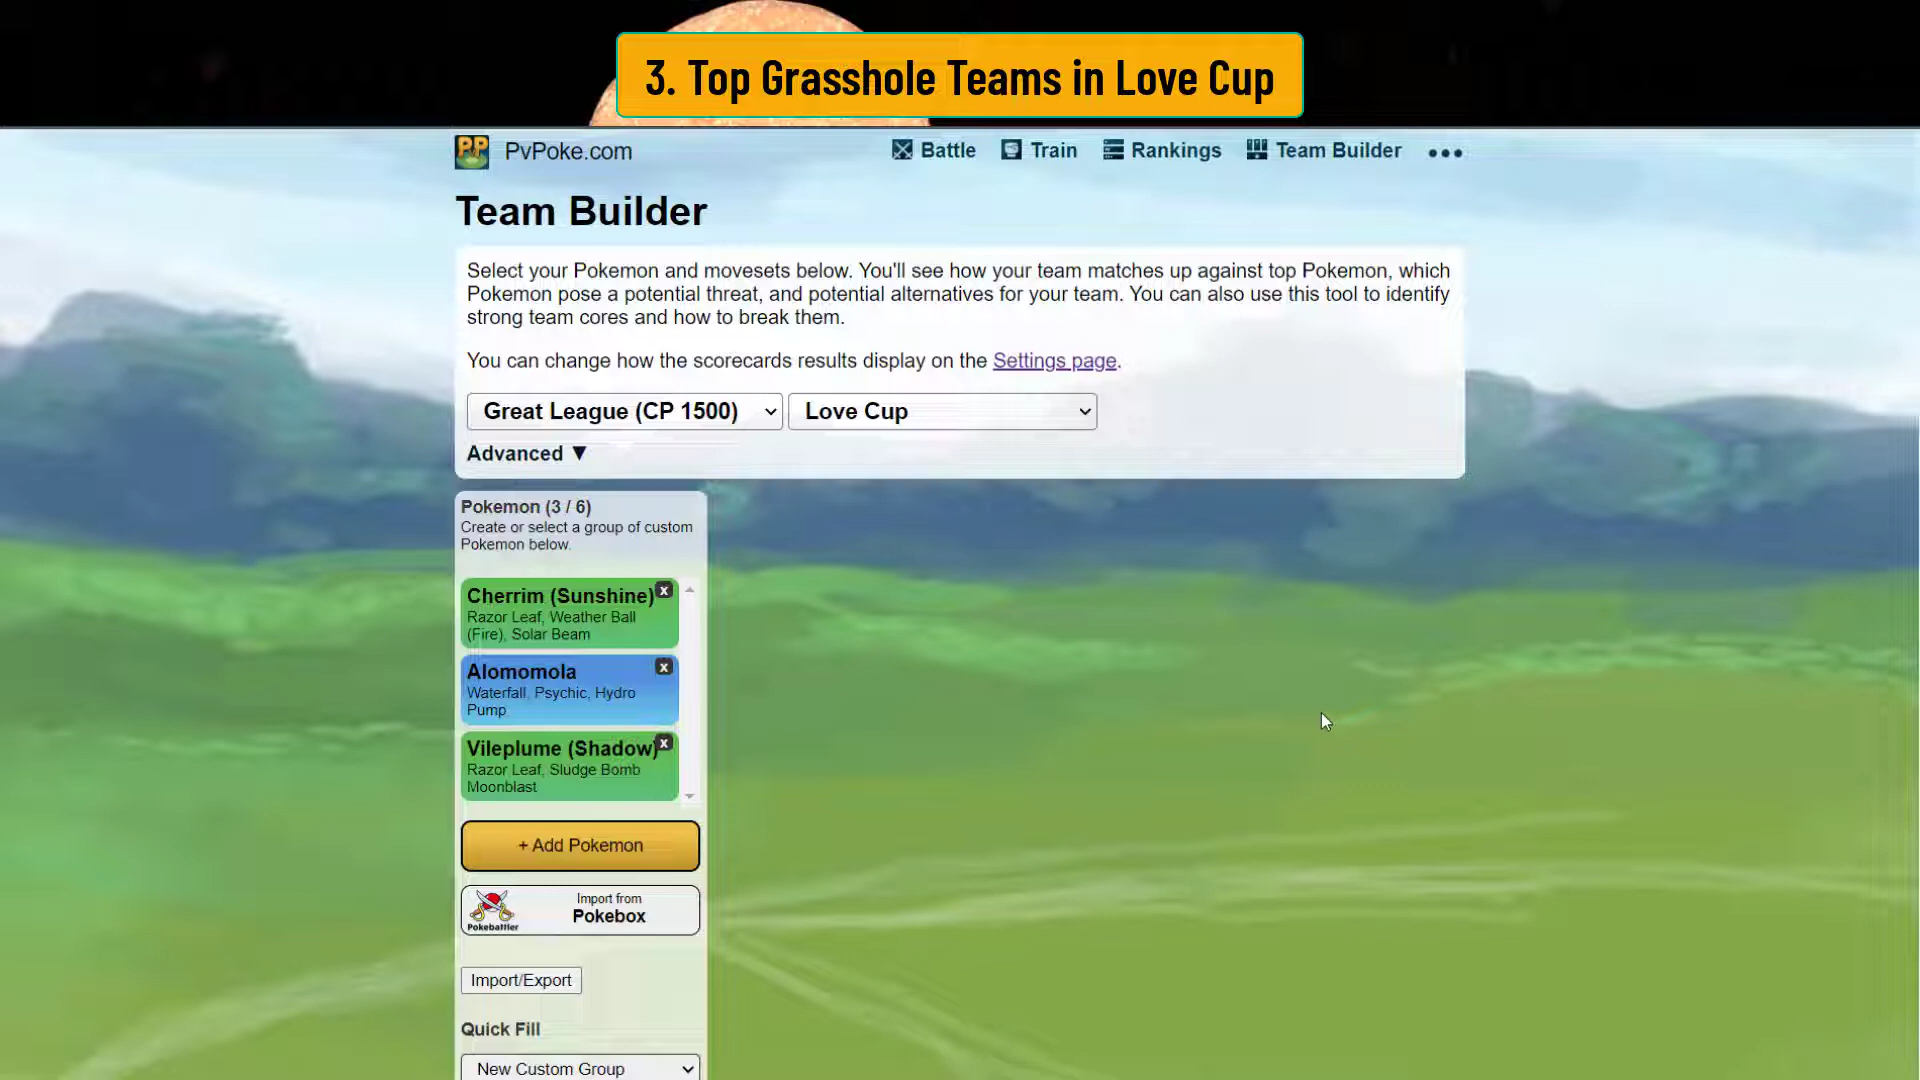 3. Top Grasshole Teams in Love Cup
PP PvPoke.com Battle Train Rankings Team Builder
Team Builder
Select your Pokemon and movesets below. You'll see how your team matches up against top Pokemon, which
Pokemon pose a potential threat, and potential alternatives for your team. You can also use this tool to identify
strong team cores and how to break them.
You can change how the scorecards results display on the Settings page.
Great League (CP 1500) Love Cup
Advanced ▼
Pokemon (3 / 6)
Create or select a group of custom
Pokemon below.
Cherrim (Sunshine) x
Razor Leaf, Weather Ball
(Fire), Solar Beam
Alomomola x
Waterfall, Psychic, Hydro
Pump
Vileplume (Shadow) x
Razor Leaf, Sludge Bomb
Moonblast
+ Add Pokemon
Import from
Pokebox
Pokebattler
Import/Export
Quick Fill
New Custom Group